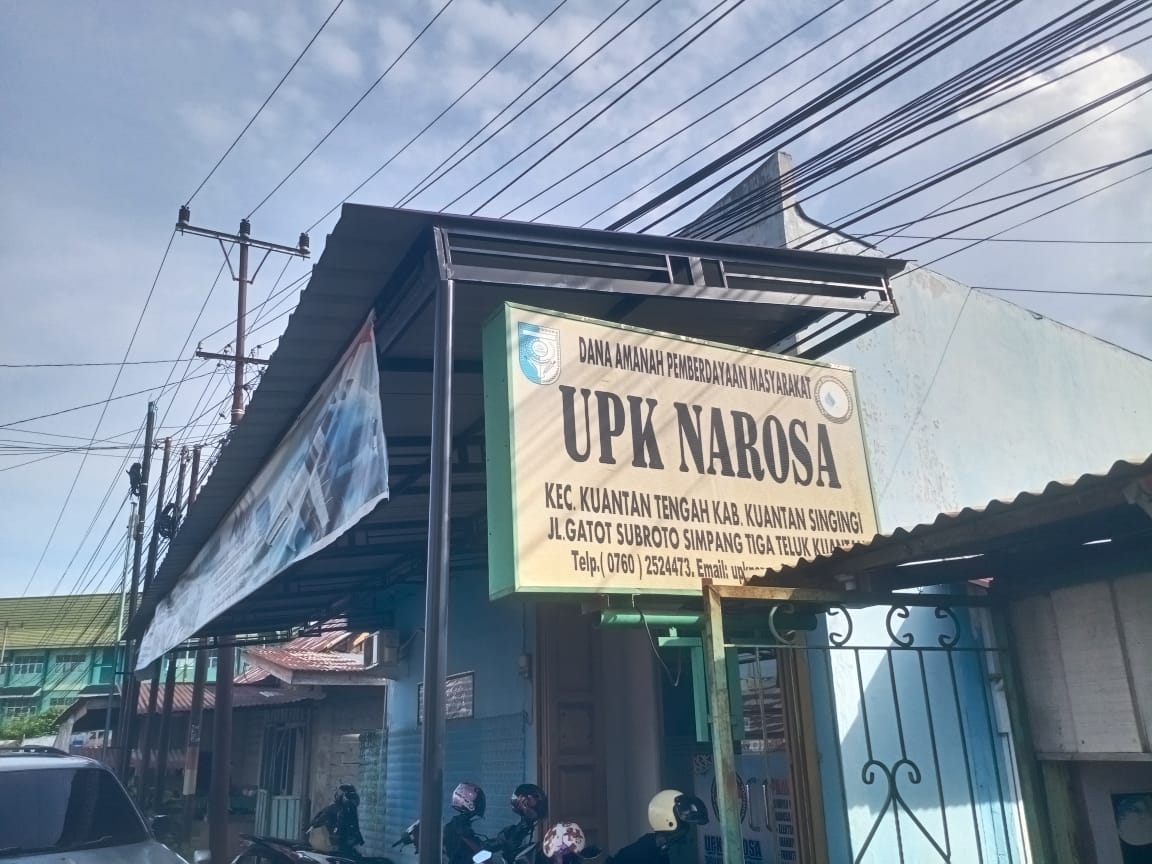 DANA AMANAH PEMBERDAYAAN MASYARAKAT
UPK NAROSA
KEC. KUANTAN TENGAH KAB. KUANTAN SINGINGI
JL.GATOT SUBROTO SIMPANG TIGA TELUK
Telp.( 0760 ) 2524473. Email:
UPK